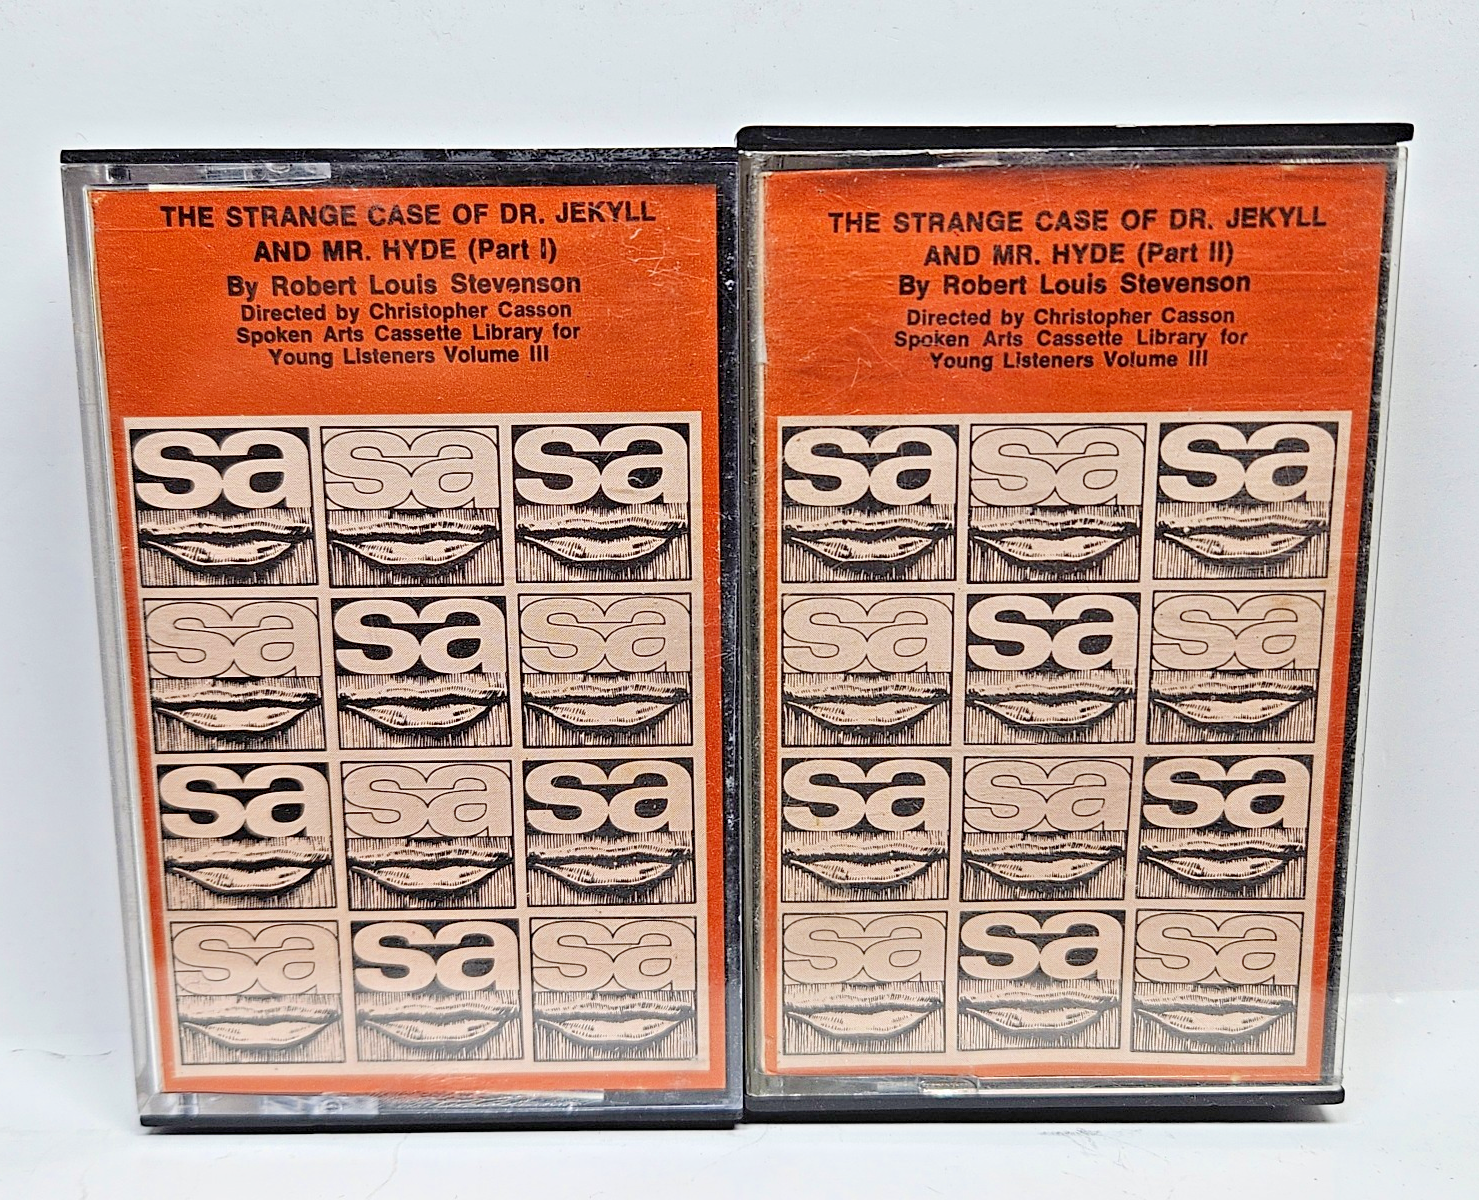 THE STRANGE CASE OF DR. JEKYLL
AND MR. HYDE (Part I)
By Robert Louis Stevenson
Directed by Christopher Casson
Spoken Arts Cassette Library for
Young Listeners Volume III
sa sa sa
sa sa sa
sa sa sa
sa sa sa
THE STRANGE CASE OF DR. JEKYLL
AND MR. HYDE (Part II)
By Robert Louis Stevenson
Directed by Christopher Casson
Spoken Arts Cassette Library for
Young Listeners Volume III
sa sa sa
sa sa sa
sa sa sa
sa sa sa